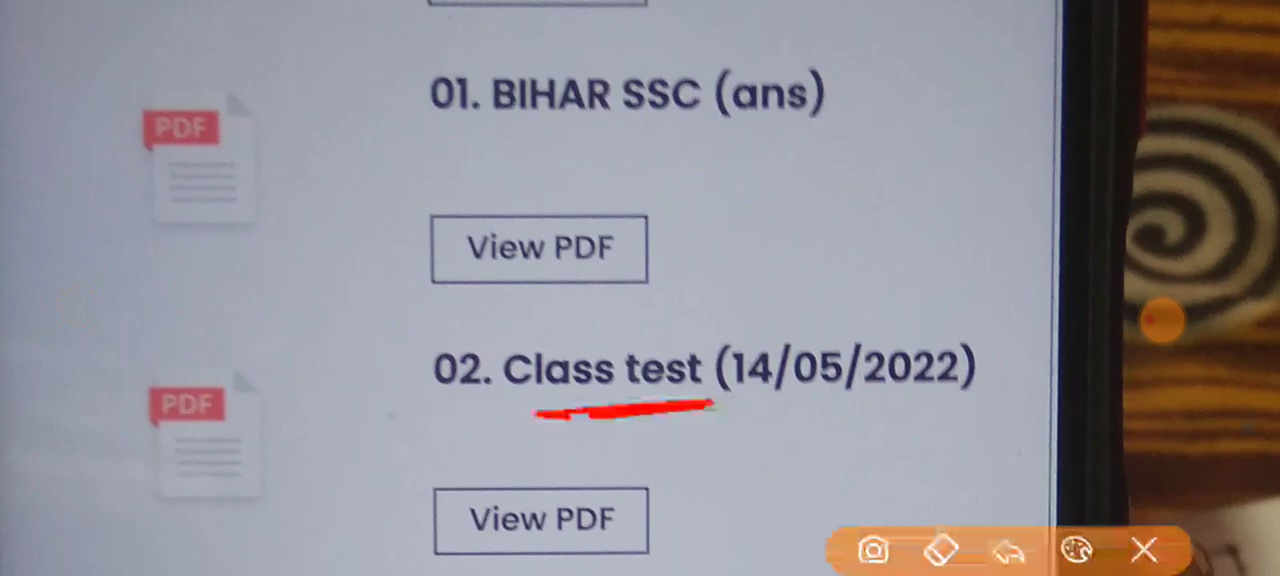 01. BIHAR SSC (ans)
PDF
View PDF
02. Class test (14/05/2022)
PDF
View PDF